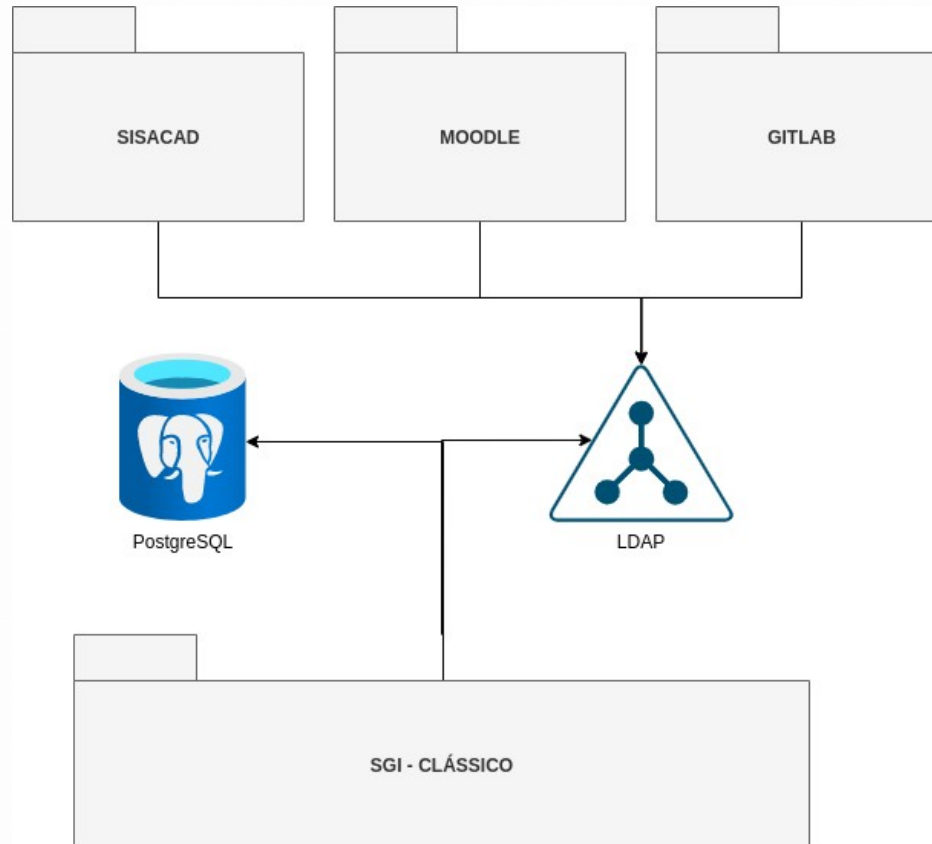 SISACAD
MOODLE
GITLAB
PostgreSQL
LDAP
SGI - CLÁSSICO